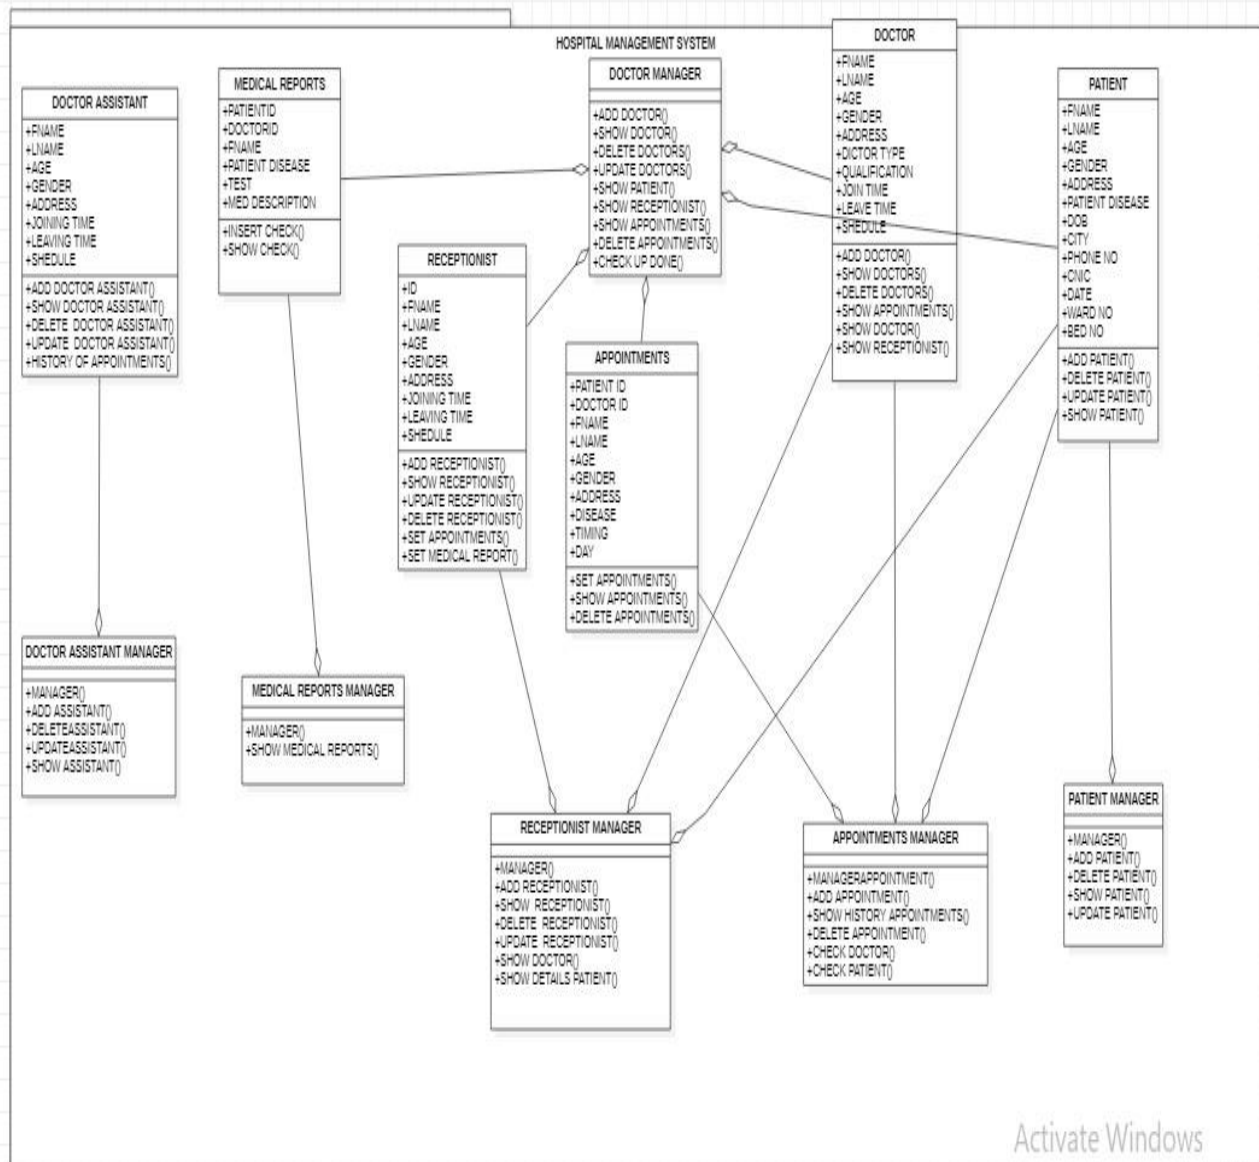 HOSPITAL MANAGEMENT SYSTEM
DOCTOR ASSISTANT
+FNAME
+LNAME
+AGE
+GENDER
+ADDRESS
+JOINING TIME
+LEAVING TIME
+SHEDULE
+ADD DOCTOR ASSISTANT()
+SHOW DOCTOR ASSISTANT()
+DELETE DOCTOR ASSISTANT()
+UPDATE DOCTOR ASSISTANT()
+HISTORY OF APPOINTMENTS()
MEDICAL REPORTS
+PATIENTID
+DOCTORID
+FNAME
+PATIENT DISEASE
+TEST
+MED DESCRIPTION
+INSERT CHECK()
+SHOW CHECK()
RECEPTIONIST
+ID
+FNAME
+LNAME
+AGE
+GENDER
+ADDRESS
+JOINING TIME
+LEAVING TIME
+SHEDULE
+ADD RECEPTIONIST()
+SHOW RECEPTIONIST()
+UPDATE RECEPTIONIST()
+DELETE RECEPTIONIST()
+SET APPOINTMENTS()
+SET MEDICAL REPORT()
DOCTOR MANAGER
+ADD DOCTOR()
+SHOW DOCTOR()
+DELETE DOCTORS()
+UPDATE DOCTORS()
+SHOW PATIENT()
+SHOW RECEPTIONIST()
+SHOW APPOINTMENTS()
+DELETE APPOINTMENTS()
+CHECK UP DONE()
APPOINTMENTS
+PATIENT ID
+DOCTOR ID
+FNAME
+LNAME
+AGE
+GENDER
+ADDRESS
+DISEASE
+TIMING
+DAY
+SET APPOINTMENTS()
+SHOW APPOINTMENTS()
+DELETE APPOINTMENTS()
DOCTOR
+FNAME
+LNAME
+AGE
+GENDER
+ADDRESS
+DICTOR TYPE
+QUALIFICATION
+JOIN TIME
+LEAVE TIME
+SHEDULE
+ADD DOCTOR()
+SHOW DOCTORS()
+DELETE DOCTORS()
+SHOW APPOINTMENTS()
+SHOW DOCTOR()
+SHOW RECEPTIONIST()
PATIENT
+FNAME
+LNAME
+AGE
+GENDER
+ADDRESS
+PATIENT DISEASE
+DOB
+CITY
+PHONE NO
+CNIC
+DATE
+WARD NO
+BED NO
+ADD PATIENT()
+DELETE PATIENT()
+UPDATE PATIENT()
+SHOW PATIENT()
DOCTOR ASSISTANT MANAGER
+MANAGER()
+ADD ASSISTANT()
+DELETEASSISTANT()
+UPDATEASSISTANT()
+SHOW ASSISTANT()
MEDICAL REPORTS MANAGER
+MANAGER()
+SHOW MEDICAL REPORTS()
RECEPTIONIST MANAGER
+MANAGER()
+ADD RECEPTIONIST()
+SHOW RECEPTIONIST()
+DELETE RECEPTIONIST()
+UPDATE RECEPTIONIST()
+SHOW DOCTOR()
+SHOW DETAILS PATIENT()
APPOINTMENTS MANAGER
+MANAGERAPPOINTMENT()
+ADD APPOINTMENT()
+SHOW HISTORY APPOINTMENTS()
+DELETE APPOINTMENT()
+CHECK DOCTOR()
+CHECK PATIENT()
PATIENT MANAGER
+MANAGER()
+ADD PATIENT()
+DELETE PATIENT()
+SHOW PATIENT()
+UPDATE PATIENT()
Activate Windows